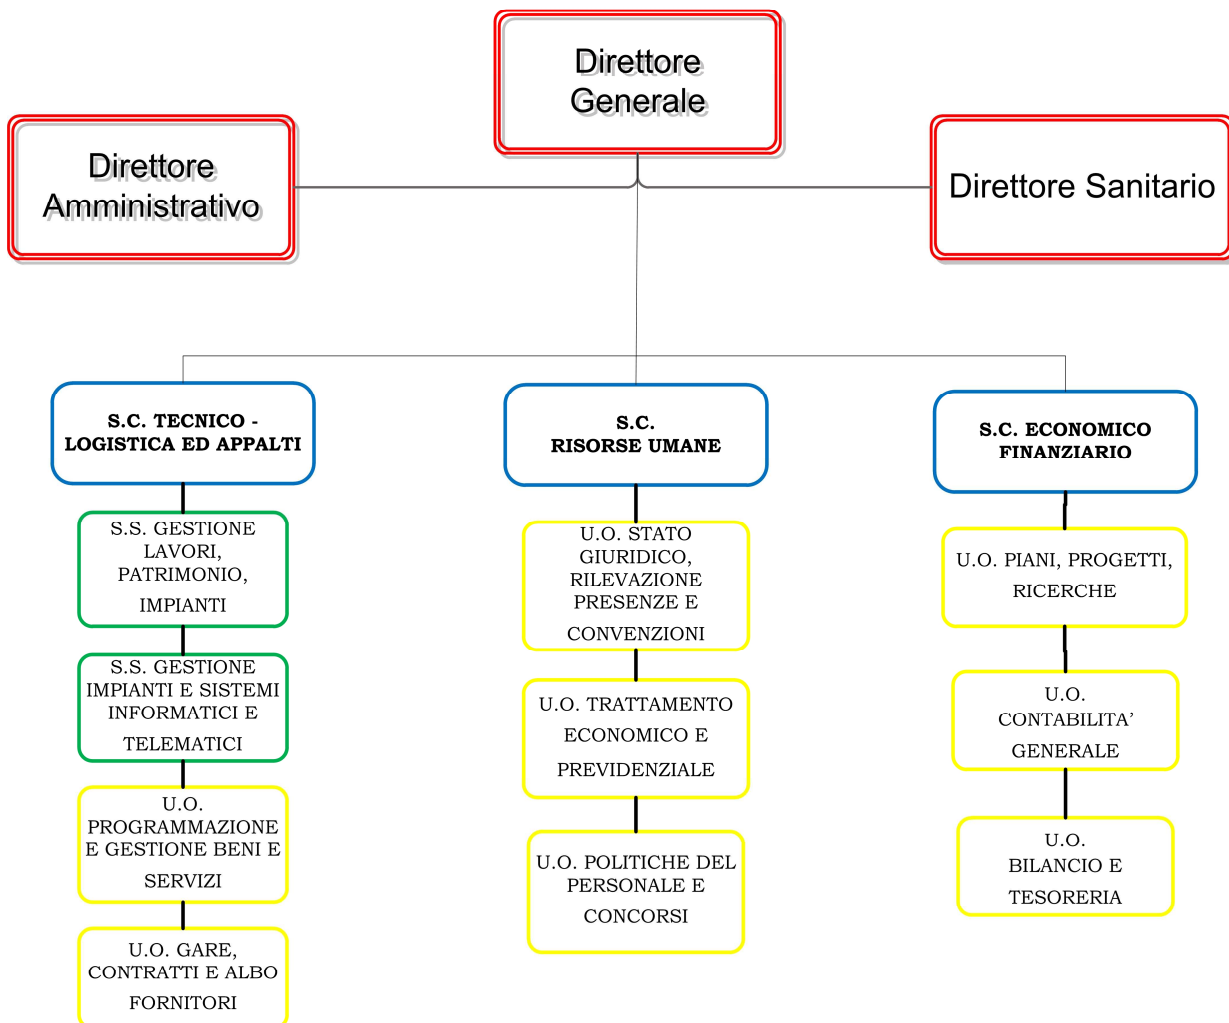 Direttore
Generale
Direttore
Amministrativo
Direttore Sanitario
S.C. TECNICO -
LOGISTICA ED APPALTI
S.C.
RISORSE UMANE
S.C. ECONOMICO
FINANZIARIO
S.S. GESTIONE
LAVORI,
PATRIMONIO,
IMPIANTI
S.S. GESTIONE
IMPIANTI E SISTEMI
INFORMATICI E
TELEMATICI
U.O.
PROGRAMMAZIONE
E GESTIONE BENI E
SERVIZI
U.O. GARE,
CONTRATTI E ALBO
FORNITORI
U.O. STATO
GIURIDICO,
RILEVAZIONE
PRESENZE E
CONVENZIONI
U.O. TRATTAMENTO
ECONOMICO E
PREVIDENZIALE
U.O. POLITICHE DEL
PERSONALE E
CONCORSI
U.O. PIANI, PROGETTI,
RICERCHE
U.O.
CONTABILITA’
GENERALE
U.O.
BILANCIO E
TESORERIA